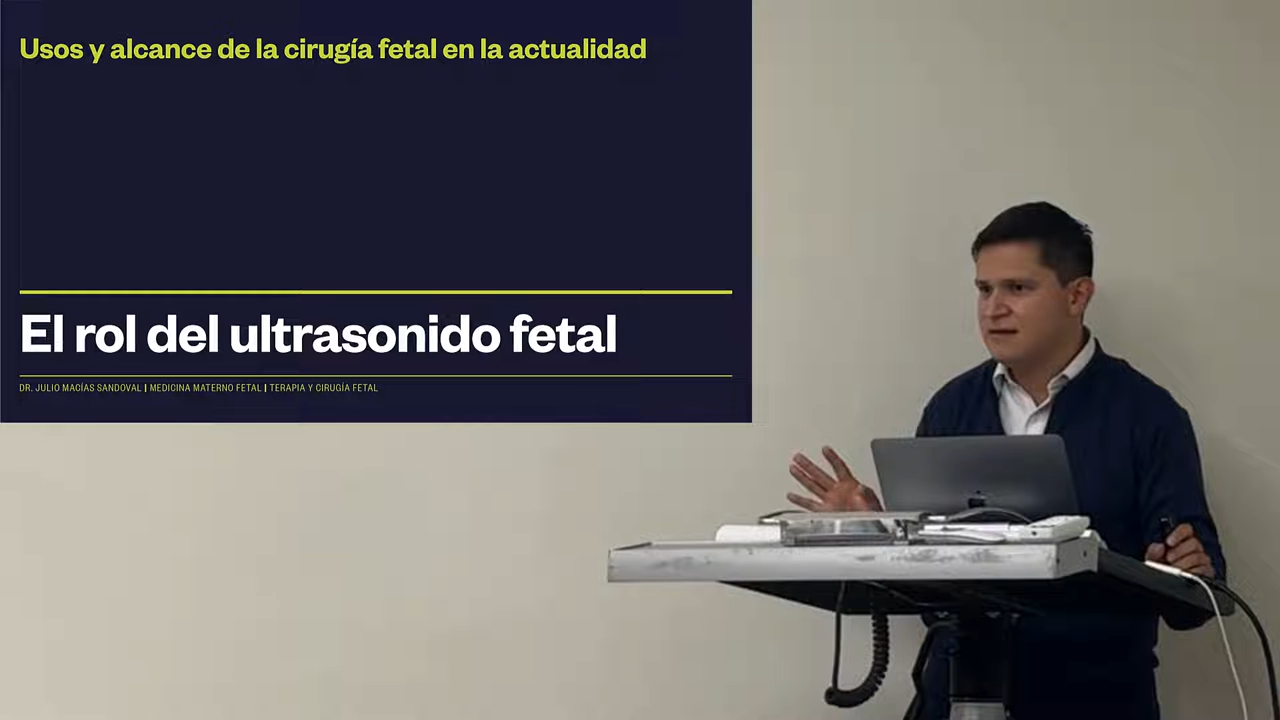 Usos y alcance de la cirugía fetal en la actualidad
El rol del ultrasonido fetal
DR. JULIO MACÍAS SANDOVAL | MEDICINA MATERNO FETAL | TERAPIA Y CIRUGÍA FETAL